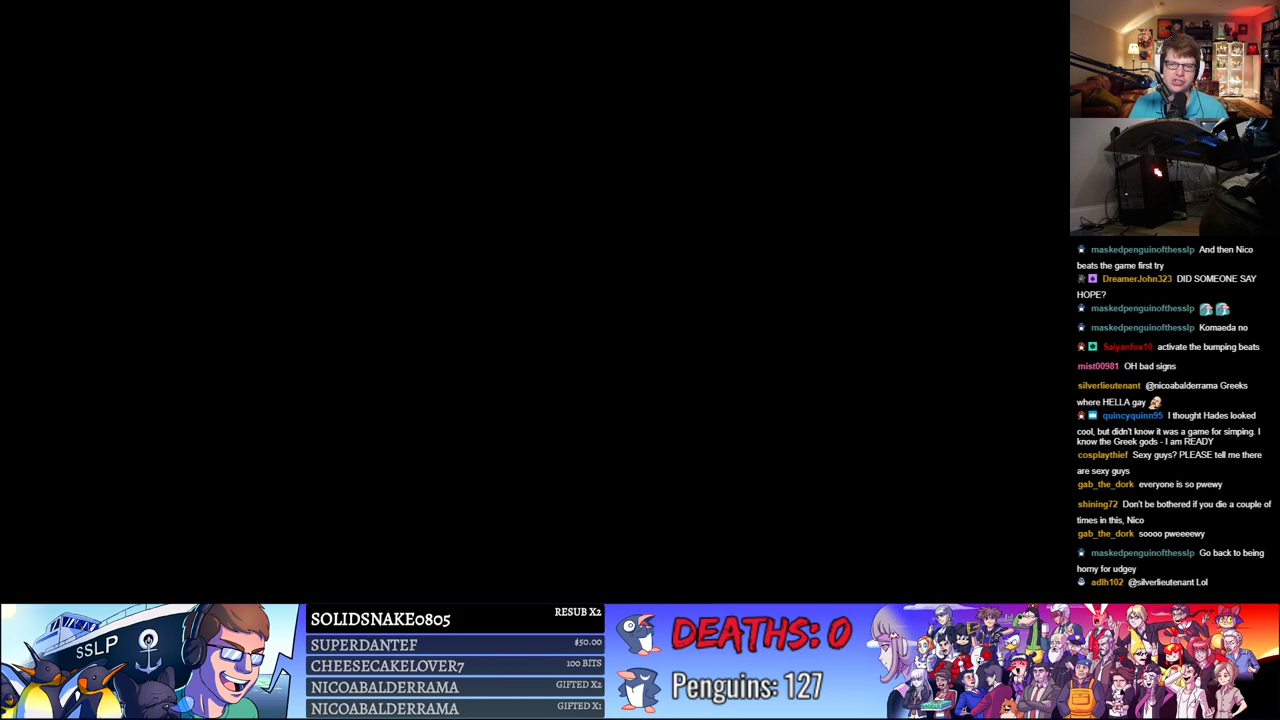 maskedpenguinofthesslp And then Nico
beats the game first try
DreamerJohn323 DID SOMEONE SAY
HOPE?
maskedpenguinofthesslp
maskedpenguinofthesslp Komaeda no
Saiyanfox10 activate the bumping beats
mist00981 OH bad signs
silverlieutenant @nicoabalderrama Greeks
where HELLA gay
quincyquinn95 I thought Hades looked
cool, but didn't know it was a game for simping. I
know the Greek gods - I am READY
cosplaythief Sexy guys? PLEASE tell me there
are sexy guys
gab_the_dork everyone is so pwewy
shining72 Don't be bothered if you die a couple of
times in this, Nico
gab_the_dork soooo pweeeewy
maskedpenguinofthesslp Go back to being
horny for udgey
adlh102 @silverlieutenant Lol
SSLP
SOLIDSNAKE0805 RESUB X2
SUPERDANTEF $50.00
CHEESECAKELOVER7 100 BITS
NICOABALDERRAMA GIFTED X2
NICOABALDERRAMA GIFTED X1
DEATHS: 0
Penguins: 127